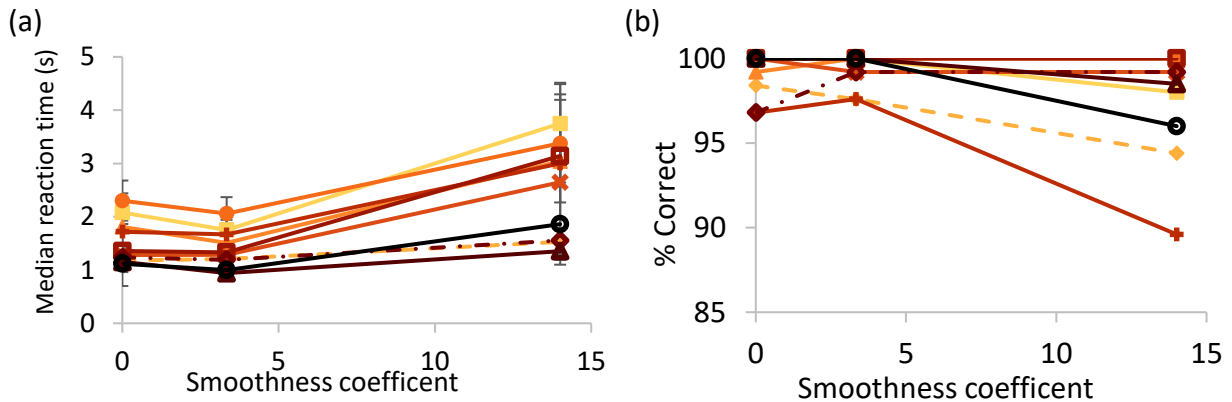 (a)
Median reaction time (s)
5
4
3
2
1
0
0 5 10 15
Smoothness coefficent
(b)
% Correct
100
95
90
85
0 5 10 15
Smoothness coefficent